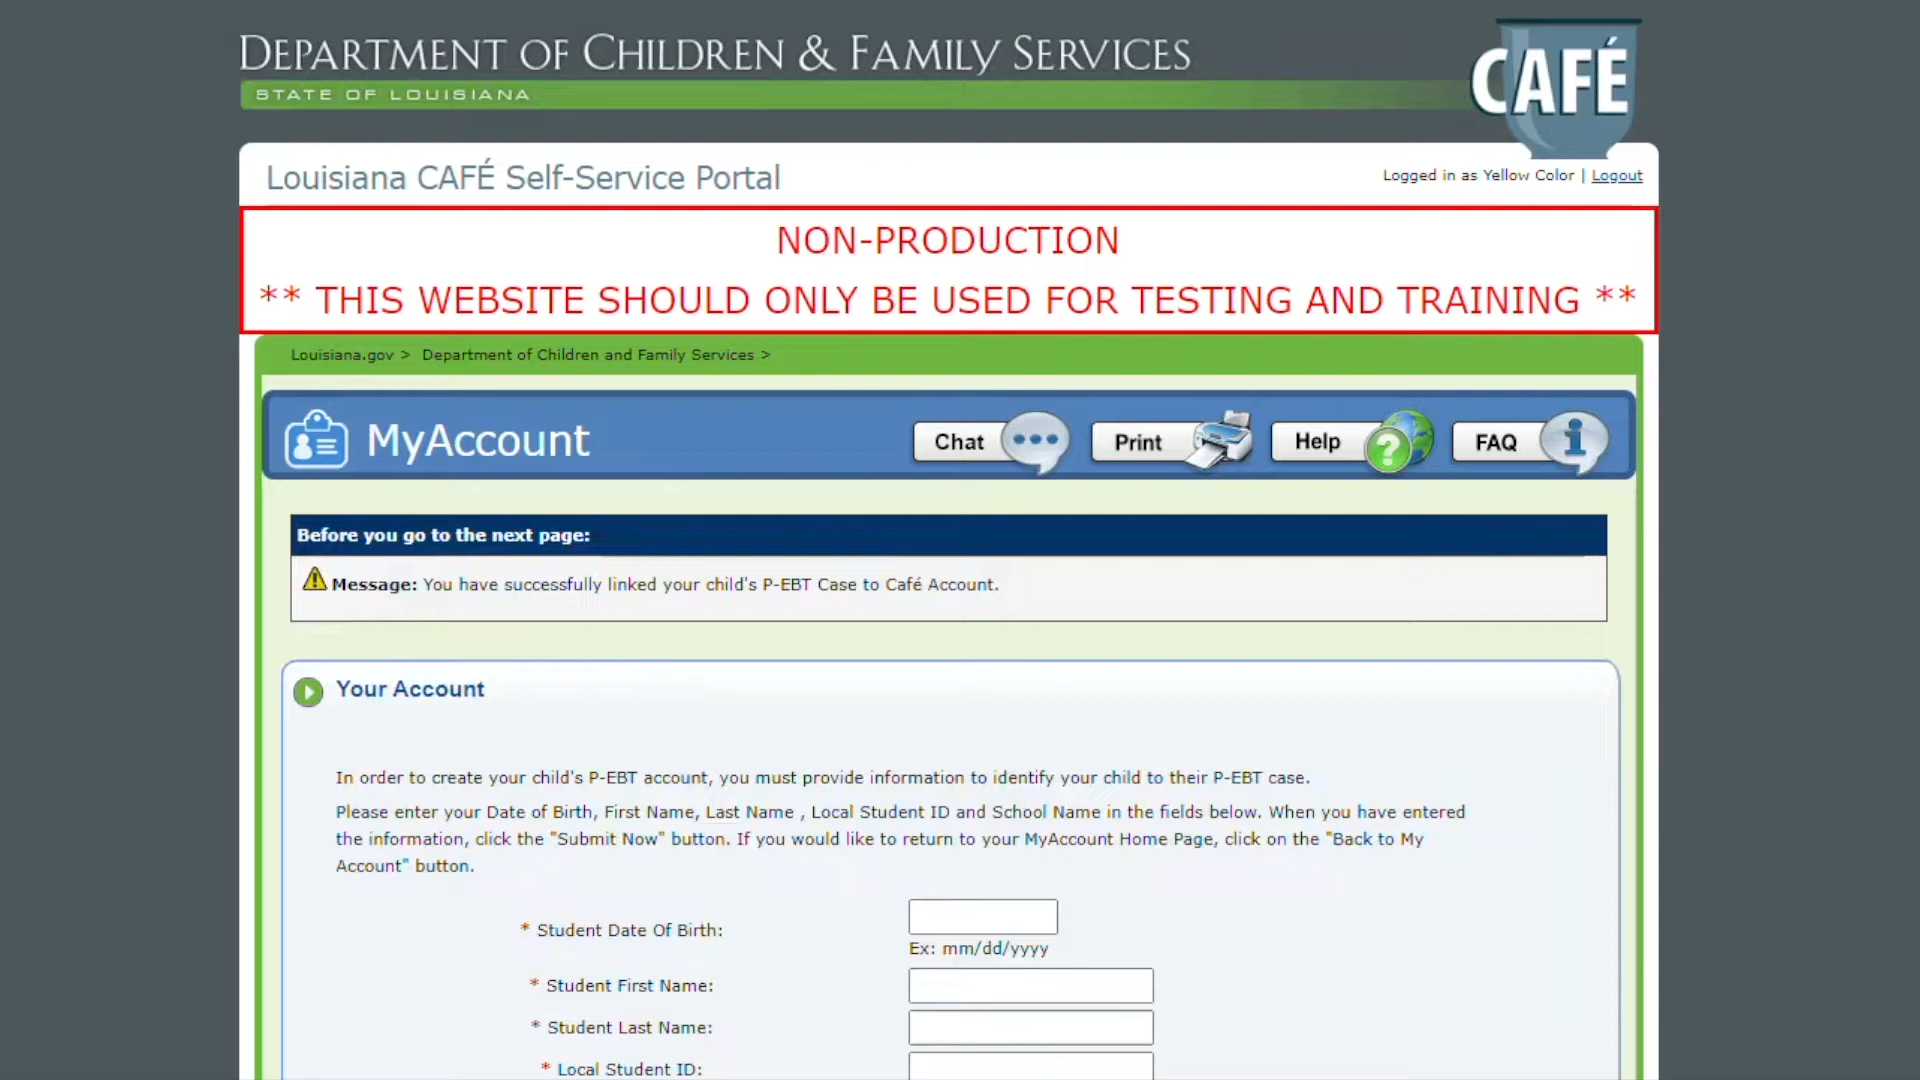 DEPARTMENT OF CHILDREN & FAMILY SERVICES
STATE OF LOUISIANA
CAFÉ
Louisiana CAFÉ Self-Service Portal
Logged in as Yellow Color | Logout
NON-PRODUCTION
** THIS WEBSITE SHOULD ONLY BE USED FOR TESTING AND TRAINING **
Louisiana.gov > Department of Children and Family Services >
MyAccount
Chat
Print
Help
FAQ
Before you go to the next page:
Message: You have successfully linked your child's P-EBT Case to Café Account.
Your Account
In order to create your child's P-EBT account, you must provide information to identify your child to their P-EBT case.
Please enter your Date of Birth, First Name, Last Name , Local Student ID and School Name in the fields below. When you have entered
the information, click the "Submit Now" button. If you would like to return to your MyAccount Home Page, click on the "Back to My
Account" button.
* Student Date Of Birth:
Ex: mm/dd/yyyy
* Student First Name:
* Student Last Name:
* Local Student ID: